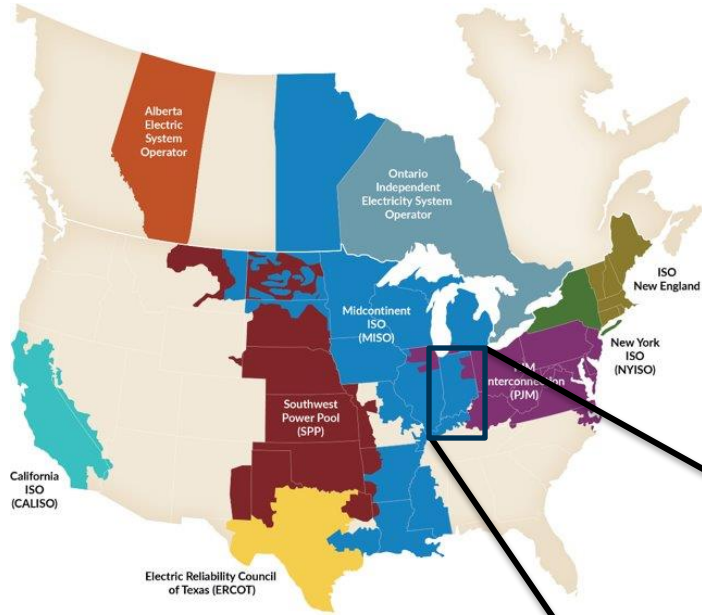 Alberta
Electric
System
Operator
Ontario
Independent
Electricity System
Operator
ISO
New England
Midcontinent
ISO
(MISO)
New York
ISO
(NYISO)
Interconnection
(PJM)
Southwest
Power Pool
(SPP)
California
ISO
(CALISO)
Electric Reliability Council
of Texas (ERCOT)